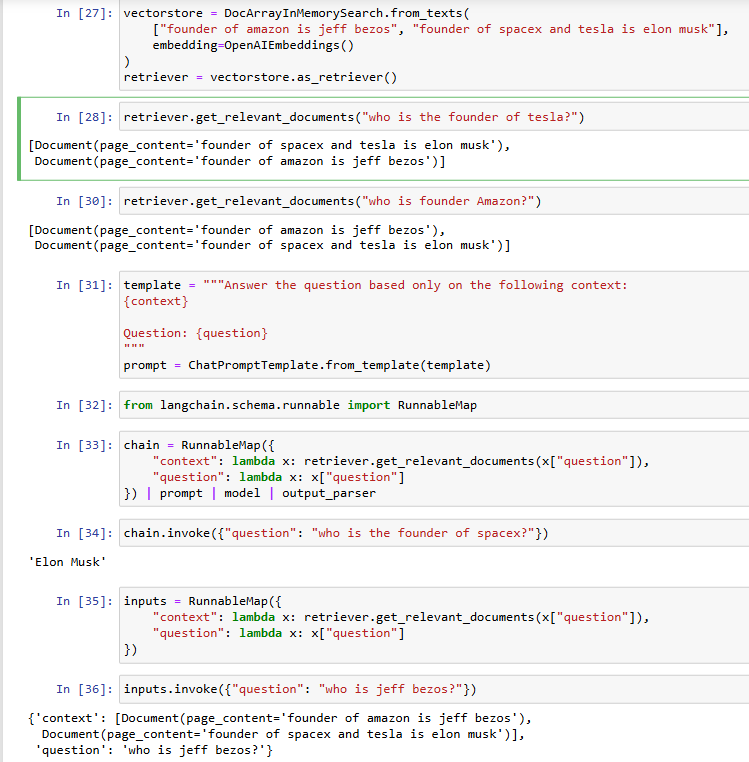 In [27]: vectorstore = DocArrayInMemorySearch.from_texts(
["founder of amazon is jeff bezos", "founder of spacex and tesla is elon musk"],
embedding=OpenAIEmbeddings()
)
retriever = vectorstore.as_retriever()
In [28]: retriever.get_relevant_documents("who is the founder of tesla?")
[Document(page_content='founder of spacex and tesla is elon musk'),
Document(page_content='founder of amazon is jeff bezos')]
In [30]: retriever.get_relevant_documents("who is founder Amazon?")
[Document(page_content='founder of amazon is jeff bezos'),
Document(page_content='founder of spacex and tesla is elon musk')]
In [31]: template = """Answer the question based only on the following context:
{context}
Question: {question}
"""
prompt = ChatPromptTemplate.from_template(template)
In [32]: from langchain.schema.runnable import RunnableMap
In [33]: chain = RunnableMap({
"context": lambda x: retriever.get_relevant_documents(x["question"]),
"question": lambda x: x["question"]
}) | prompt | model | output_parser
In [34]: chain.invoke({"question": "who is the founder of spacex?"})
'Elon Musk'
In [35]: inputs = RunnableMap({
"context": lambda x: retriever.get_relevant_documents(x["question"]),
"question": lambda x: x["question"]
})
In [36]: inputs.invoke({"question": "who is jeff bezos?"})
{'context': [Document(page_content='founder of amazon is jeff bezos'),
Document(page_content='founder of spacex and tesla is elon musk')],
'question': 'who is jeff bezos?'}